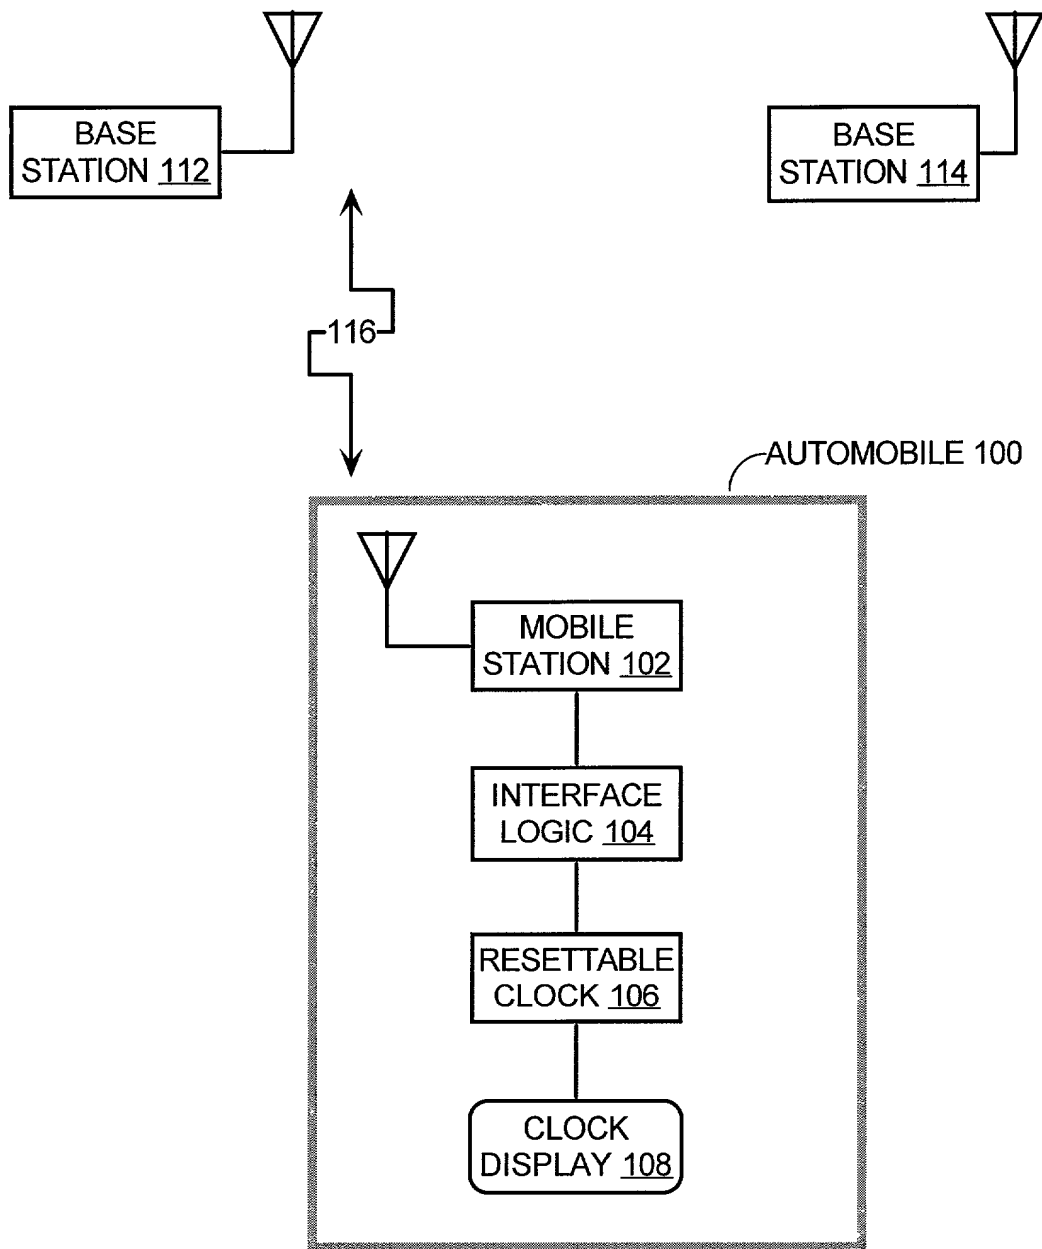 BASE
STATION 112
BASE
STATION 114
116
AUTOMOBILE 100
MOBILE
STATION 102
INTERFACE
LOGIC 104
RESETTABLE
CLOCK 106
CLOCK
DISPLAY 108